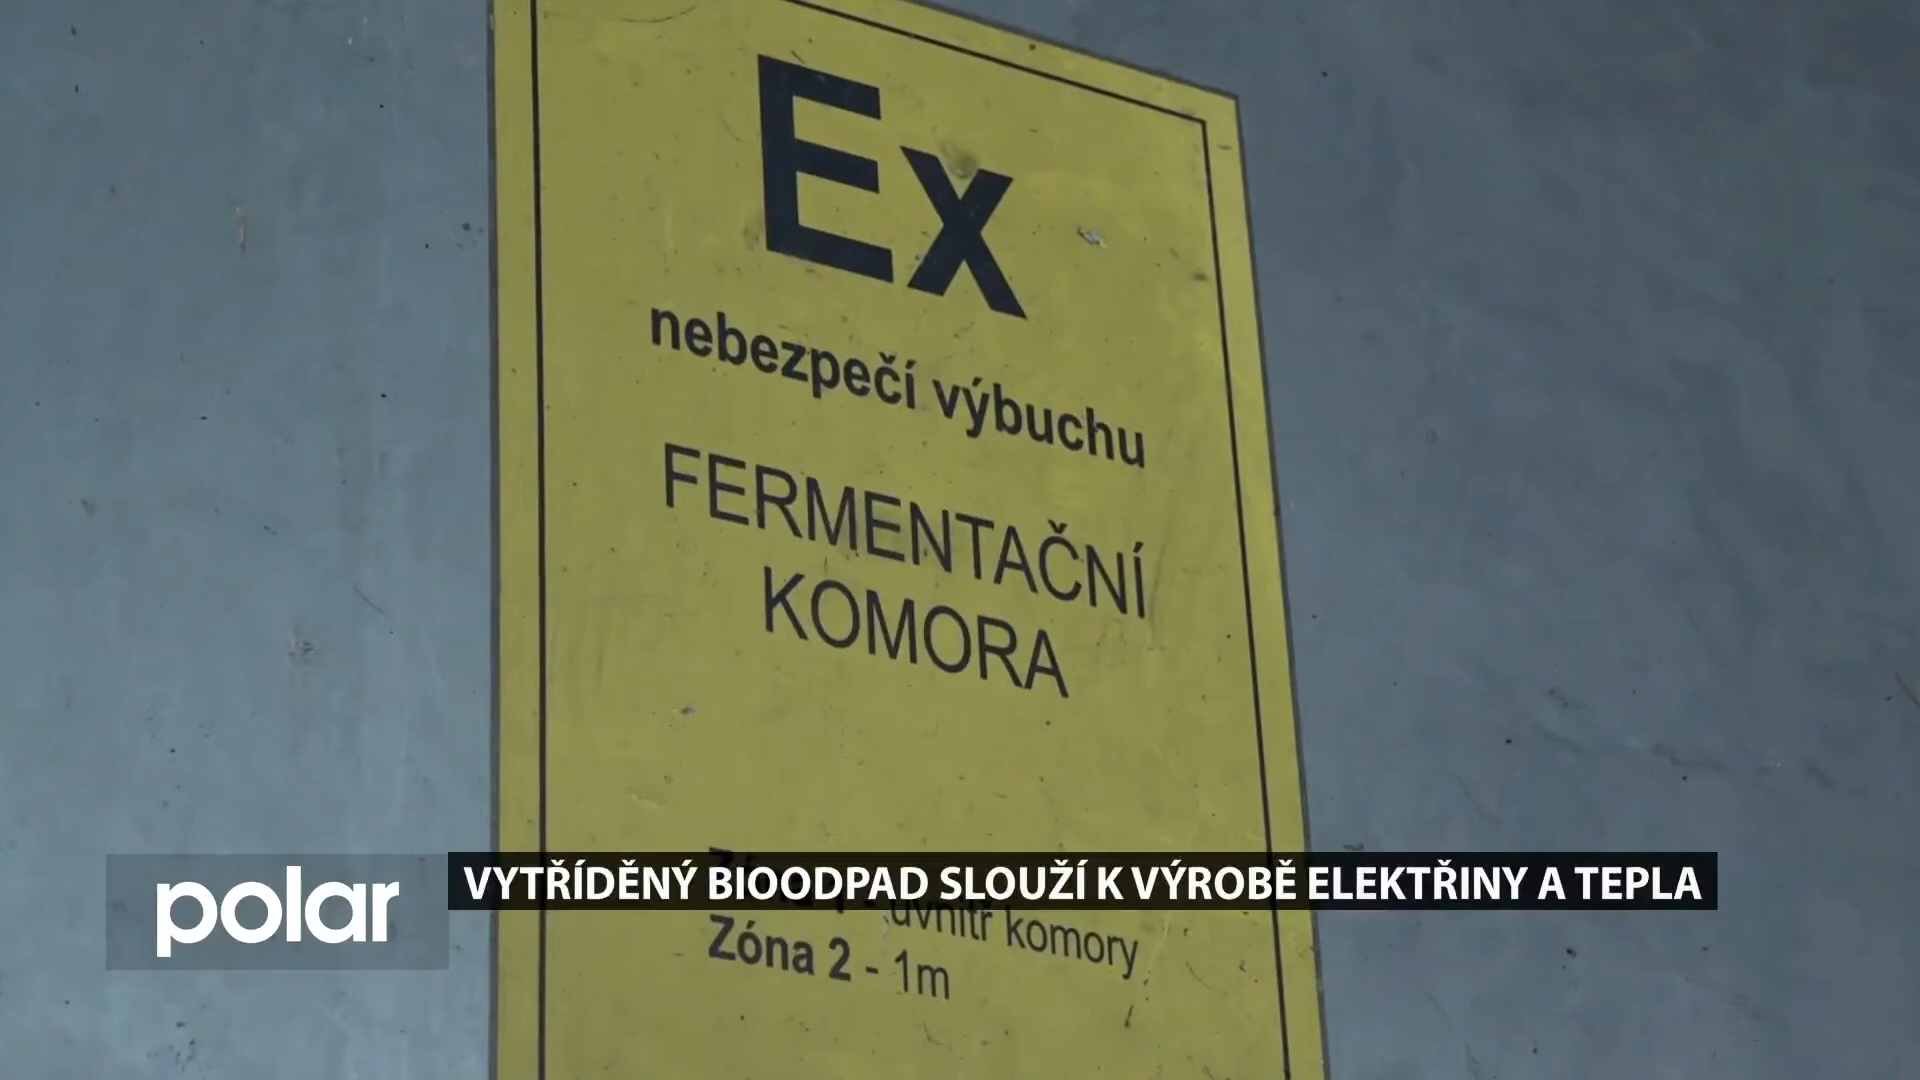 Ex
nebezpečí výbuchu
FERMENTAČNÍ
KOMORA
polar
VYTŘÍDĚNÝ BIOODPAD SLOUŽÍ K VÝROBĚ ELEKTŘINY A TEPLA
uvnitř komory
Zóna 2 - 1m